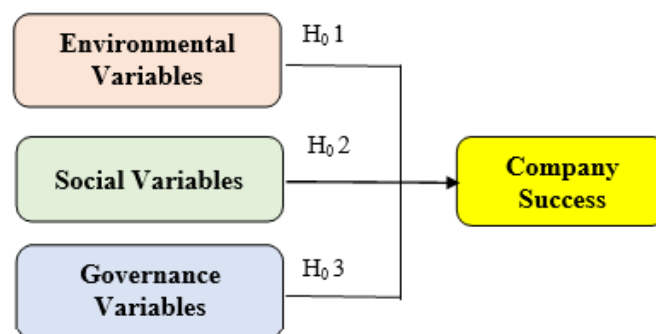 Environmental
Variables
H₀ 1
Social Variables
H₀ 2
Governance
Variables
H₀ 3
Company
Success